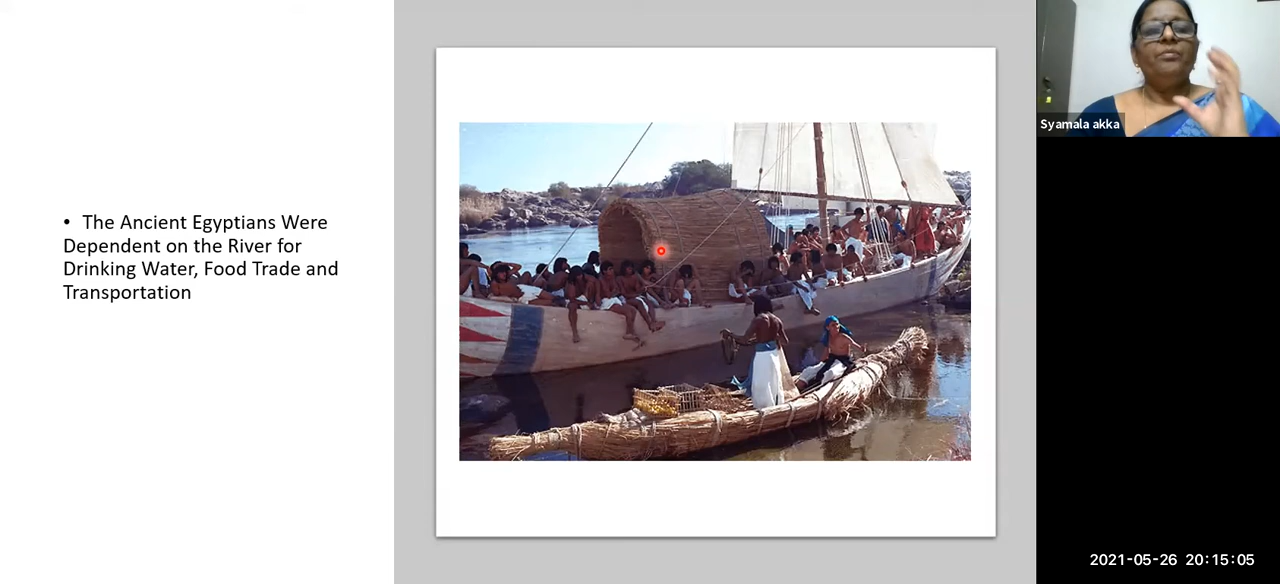 • The Ancient Egyptians Were
Dependent on the River for
Drinking Water, Food Trade and
Transportation
Syamala akka
2021-05-26 20:15:05